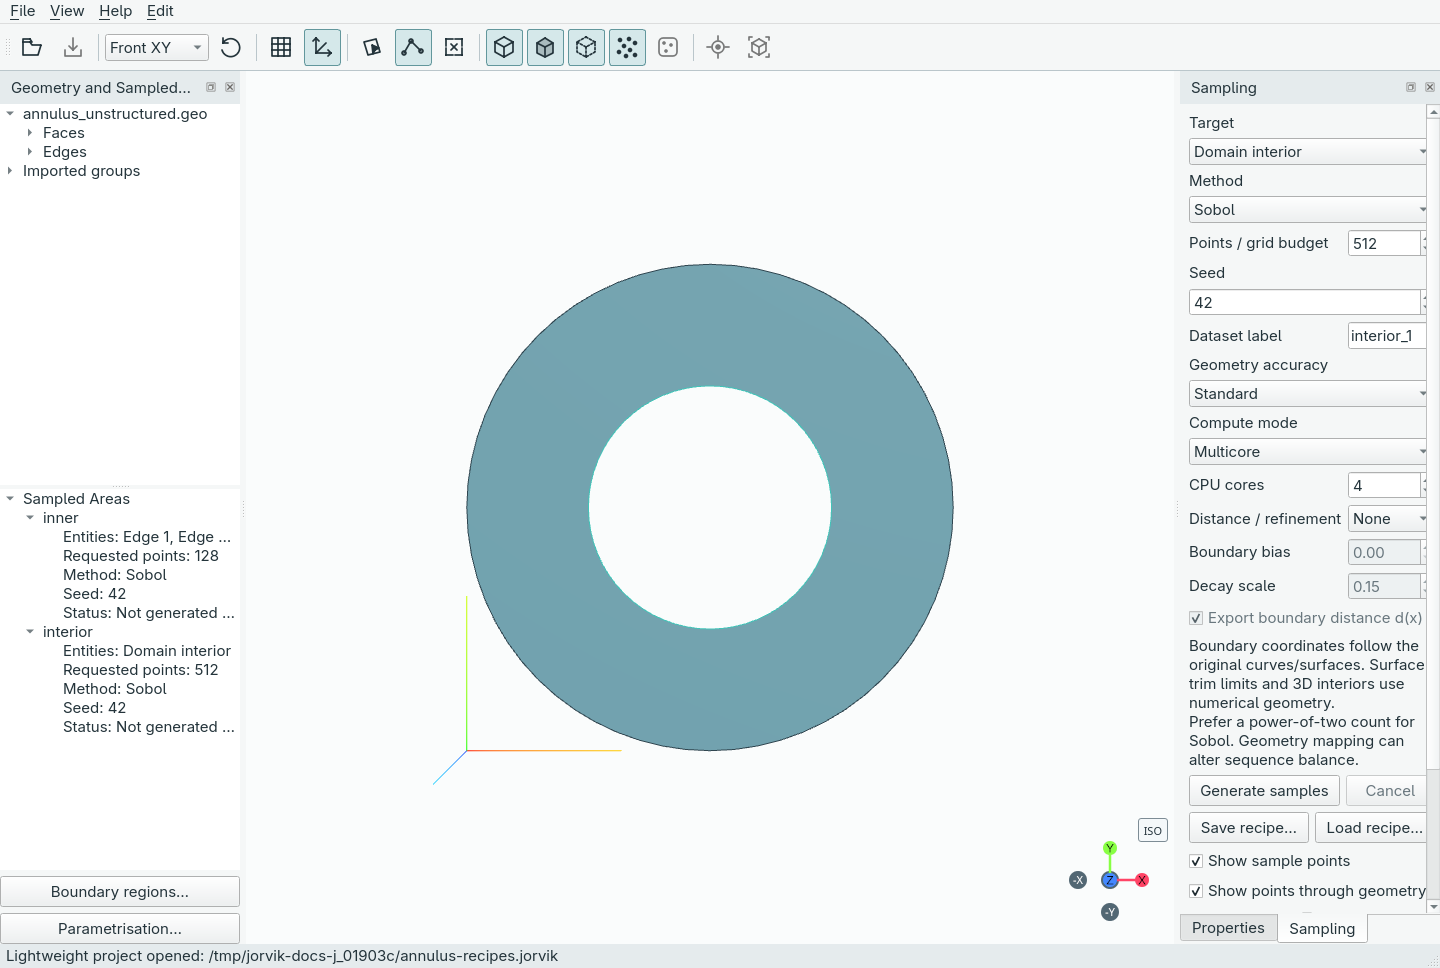 File View Help Edit
Front XY
Geometry and Sampled...
annulus_unstructured.geo
Faces
Edges
Imported groups
Sampled Areas
inner
Entities: Edge 1, Edge ...
Requested points: 128
Method: Sobol
Seed: 42
Status: Not generated ...
interior
Entities: Domain interior
Requested points: 512
Method: Sobol
Seed: 42
Status: Not generated ...
Boundary regions...
Parametrisation...
ISO
Y
-X Z X
-Y
Sampling
Target
Domain interior
Method
Sobol
Points / grid budget 512
Seed
42
Dataset label interior_1
Geometry accuracy
Standard
Compute mode
Multicore
CPU cores 4
Distance / refinement None
Boundary bias 0.00
Decay scale 0.15
Export boundary distance d(x)
Boundary coordinates follow the
original curves/surfaces. Surface
trim limits and 3D interiors use
numerical geometry.
Prefer a power-of-two count for
Sobol. Geometry mapping can
alter sequence balance.
Generate samples Cancel
Save recipe... Load recipe...
Show sample points
Show points through geometry
Properties Sampling
Lightweight project opened: /tmp/jorvik-docs-j_01903c/annulus-recipes.jorvik